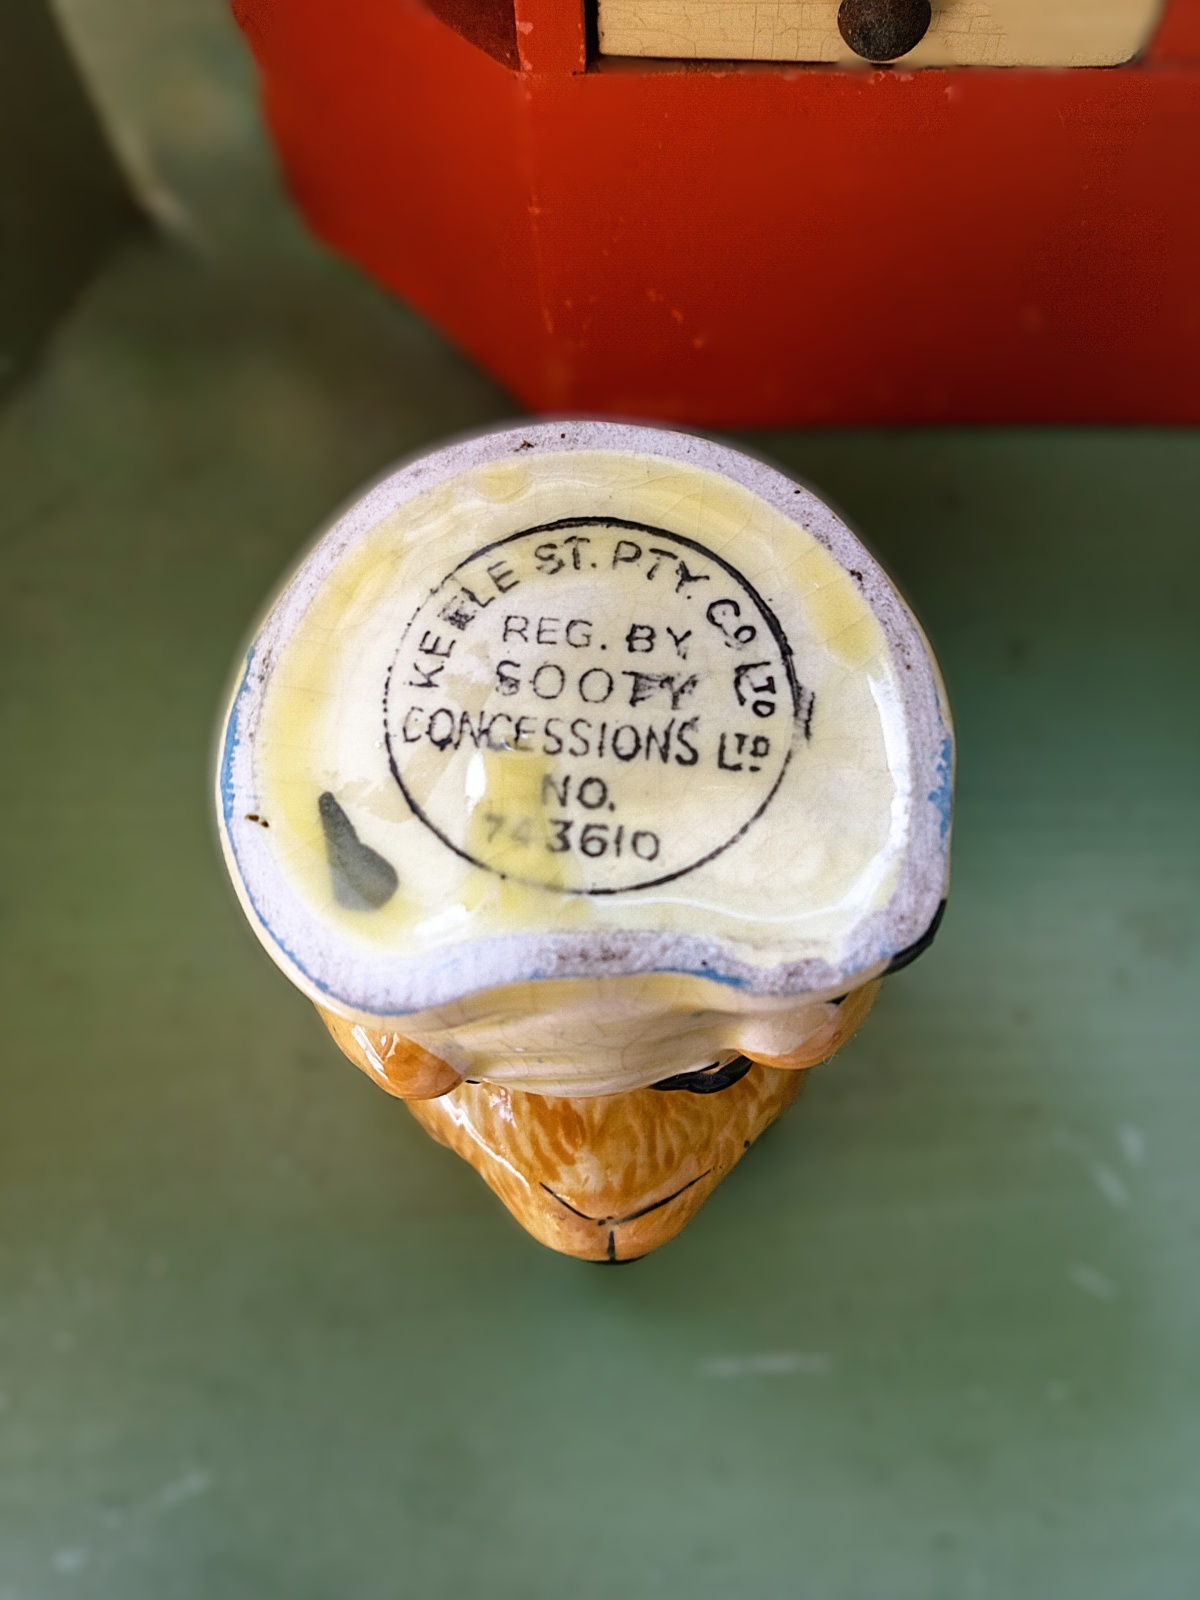 KEELE ST. PTY. CO LTD
REG. BY
SOOTY
CONCESSIONS LTD
NO.
743610